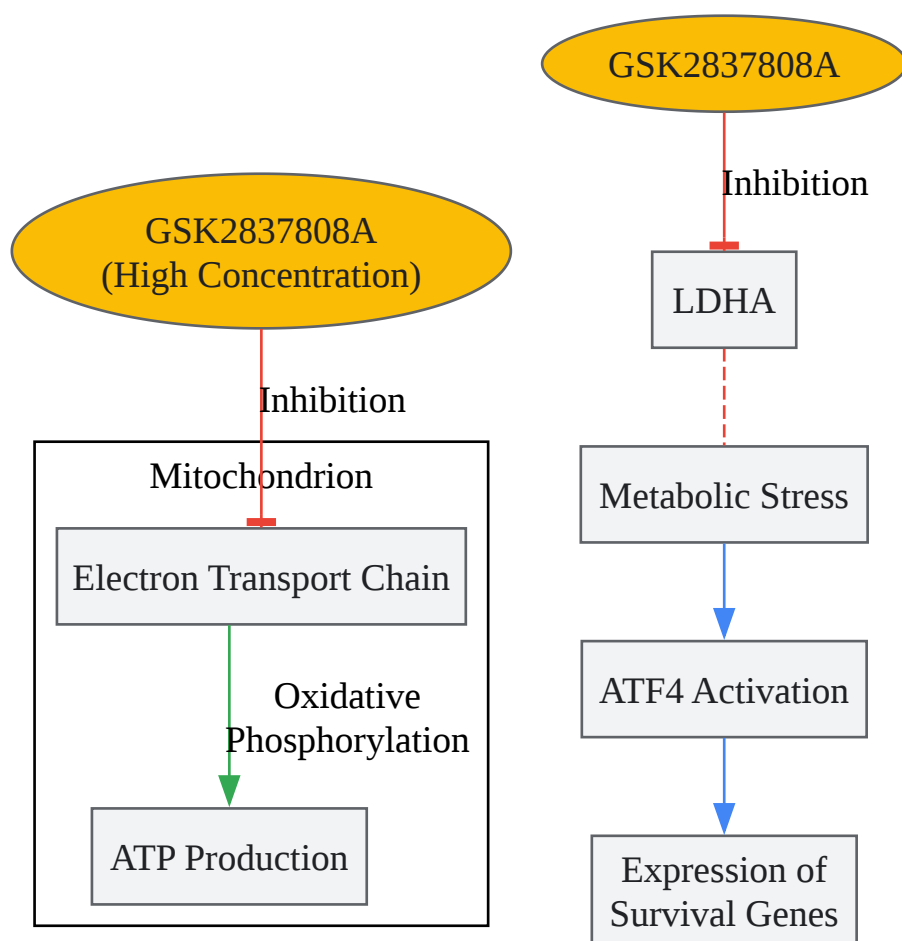 GSK2837808A
(High Concentration)
Inhibition
Mitochondrion
Electron Transport Chain
Oxidative
Phosphorylation
ATP Production
GSK2837808A
Inhibition
LDHA
Metabolic Stress
ATF4 Activation
Expression of
Survival Genes